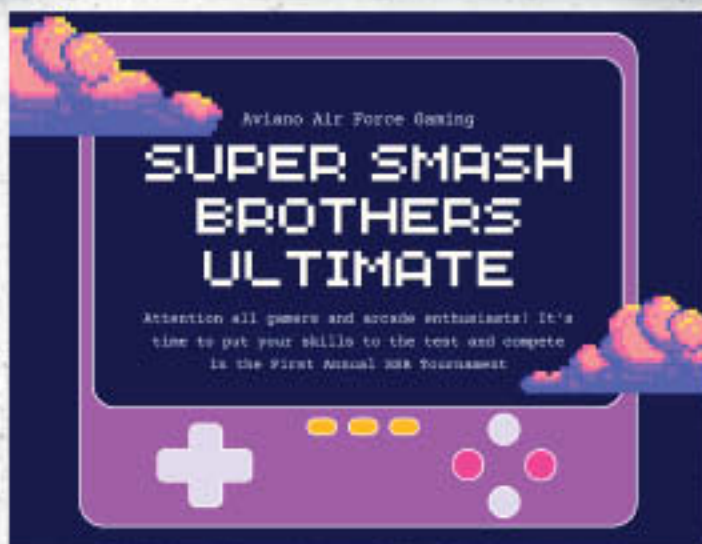 Aviano Air Force Gaming
SUPER SMASH
BROTHERS
ULTIMATE
Attention all gamers and arcade enthusiasts! It's
time to put your skills to the test and compete
in the First Annual Tournament